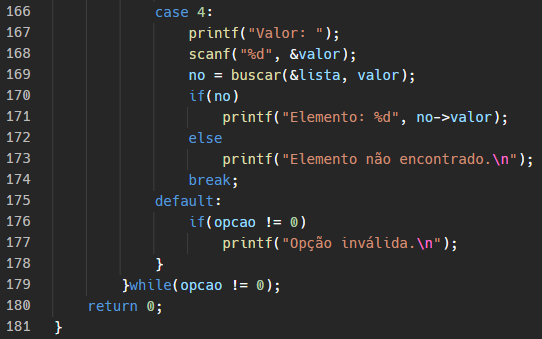 166 case 4:
167 printf("Valor: ");
168 scanf("%d", &valor);
169 no = buscar(&lista, valor);
170 if(no)
171 printf("Elemento: %d", no->valor);
172 else
173 printf("Elemento não encontrado.\n");
174 break;
175 default:
176 if(opcao != 0)
177 printf("Opção inválida.\n");
178 }
179 }while(opcao != 0);
180 return 0;
181 }